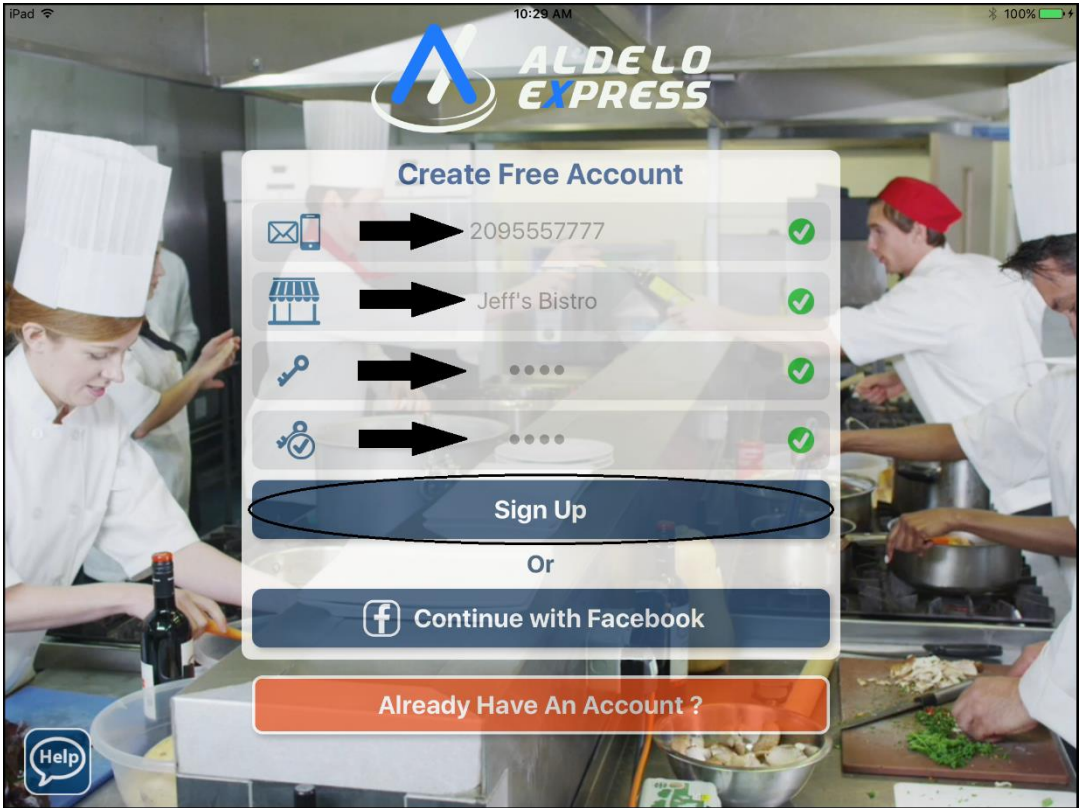 iPad 10:29 AM 100%
ALDELO
EXPRESS
Create Free Account
2095557777
Jeff's Bistro
••••
••••
Sign Up
Or
f Continue with Facebook
Already Have An Account ?
Help